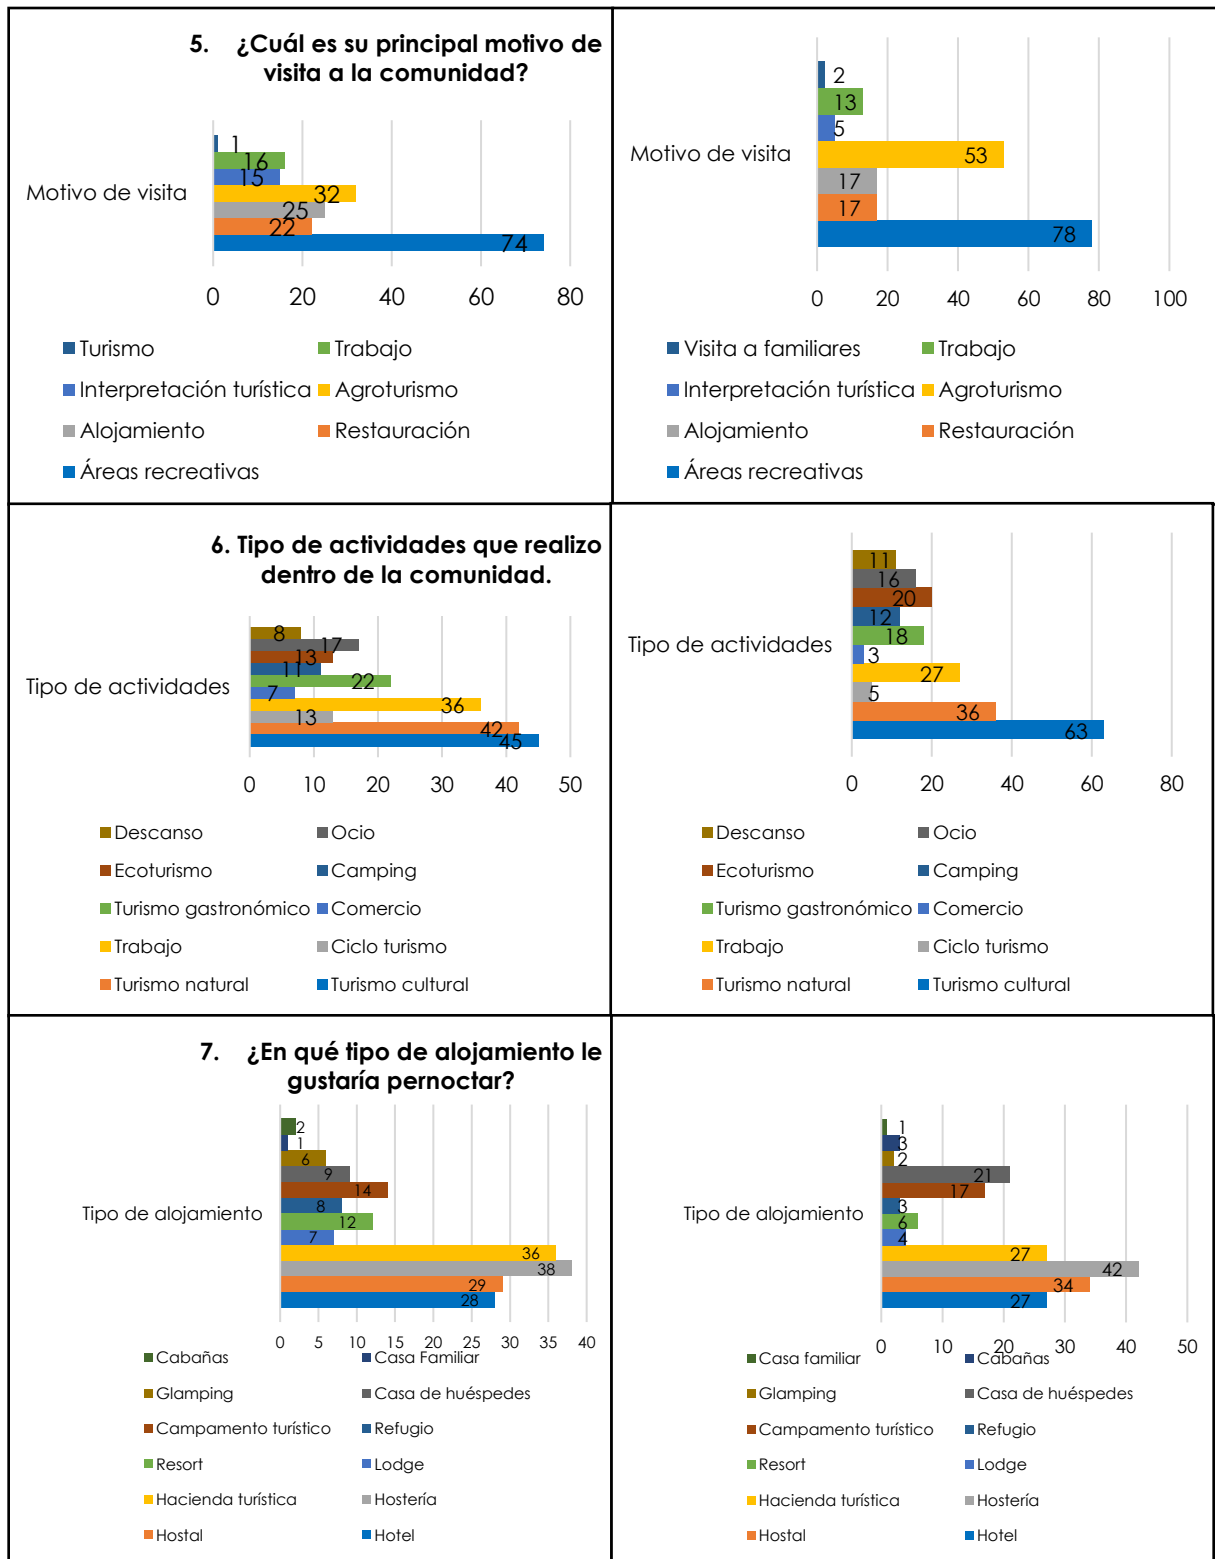 5. ¿Cuál es su principal motivo de
visita a la comunidad?
1
16
15
32
25
22
74
Motivo de visita
0 20 40 60 80
Turismo Trabajo
Interpretación turística Agroturismo
Alojamiento Restauración
Áreas recreativas
2
13
5
53
17
17
78
Motivo de visita
0 20 40 60 80 100
Visita a familiares Trabajo
Interpretación turística Agroturismo
Alojamiento Restauración
Áreas recreativas
6. Tipo de actividades que realizo
dentro de la comunidad.
8
17
13
11
22
7
36
13
42
45
Tipo de actividades
0 10 20 30 40 50
Descanso Ocio
Ecoturismo Camping
Turismo gastronómico Comercio
Trabajo Ciclo turismo
Turismo natural Turismo cultural
11
16
20
12
18
3
27
5
36
63
Tipo de actividades
0 20 40 60 80
Descanso Ocio
Ecoturismo Camping
Turismo gastronómico Comercio
Trabajo Ciclo turismo
Turismo natural Turismo cultural
7. ¿En qué tipo de alojamiento le
gustaría pernoctar?
2
1
6
9
14
8
12
7
36
38
29
28
Tipo de alojamiento
0 5 10 15 20 25 30 35 40
Cabañas Casa Familiar
Glamping Casa de huéspedes
Campamento turístico Refugio
Resort Lodge
Hacienda turística Hostería
Hostal Hotel
1
3
2
21
17
3
6
4
27
42
34
27
Tipo de alojamiento
0 10 20 30 40 50
Casa familiar Cabañas
Glamping Casa de huéspedes
Campamento turístico Refugio
Resort Lodge
Hacienda turística Hostería
Hostal Hotel